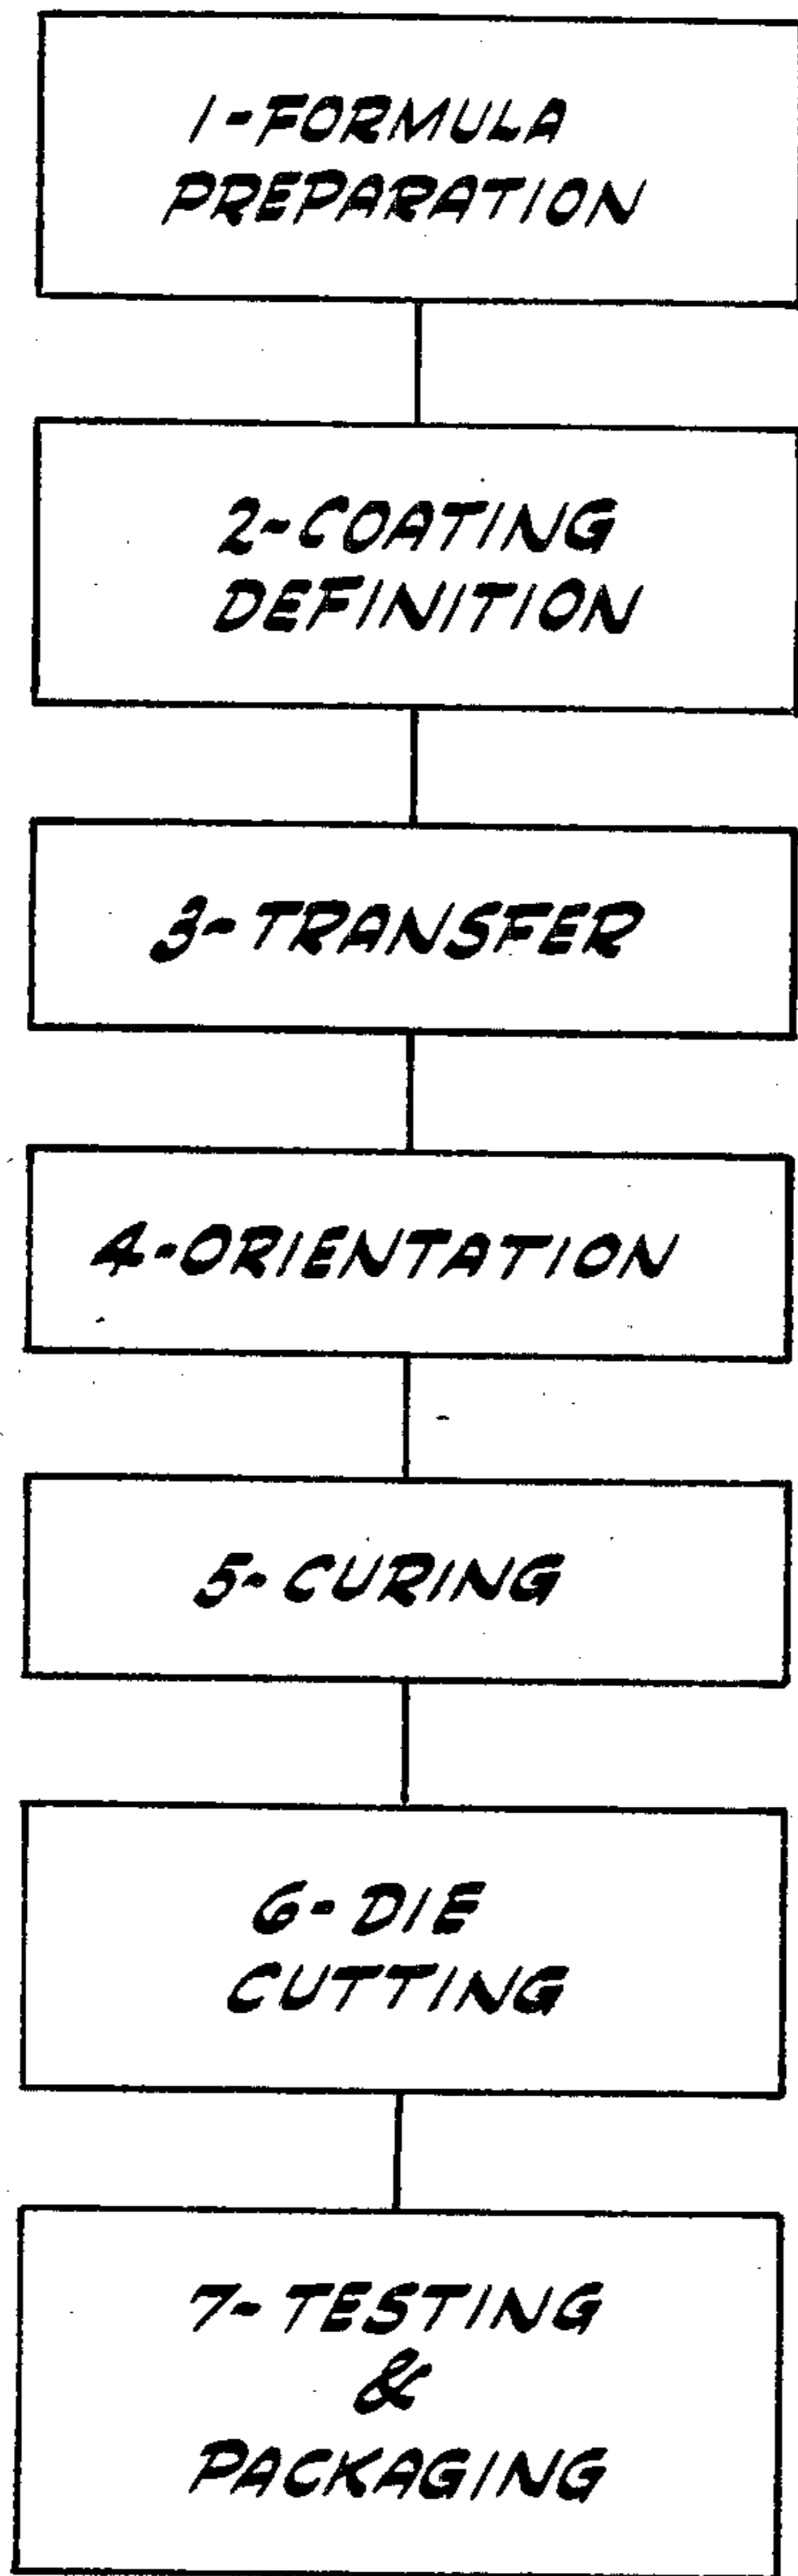 1-FORMULA
PREPARATION
2-COATING
DEFINITION
3-TRANSFER
4-ORIENTATION
5-CURING
6-DIE
CUTTING
7-TESTING
&
PACKAGING